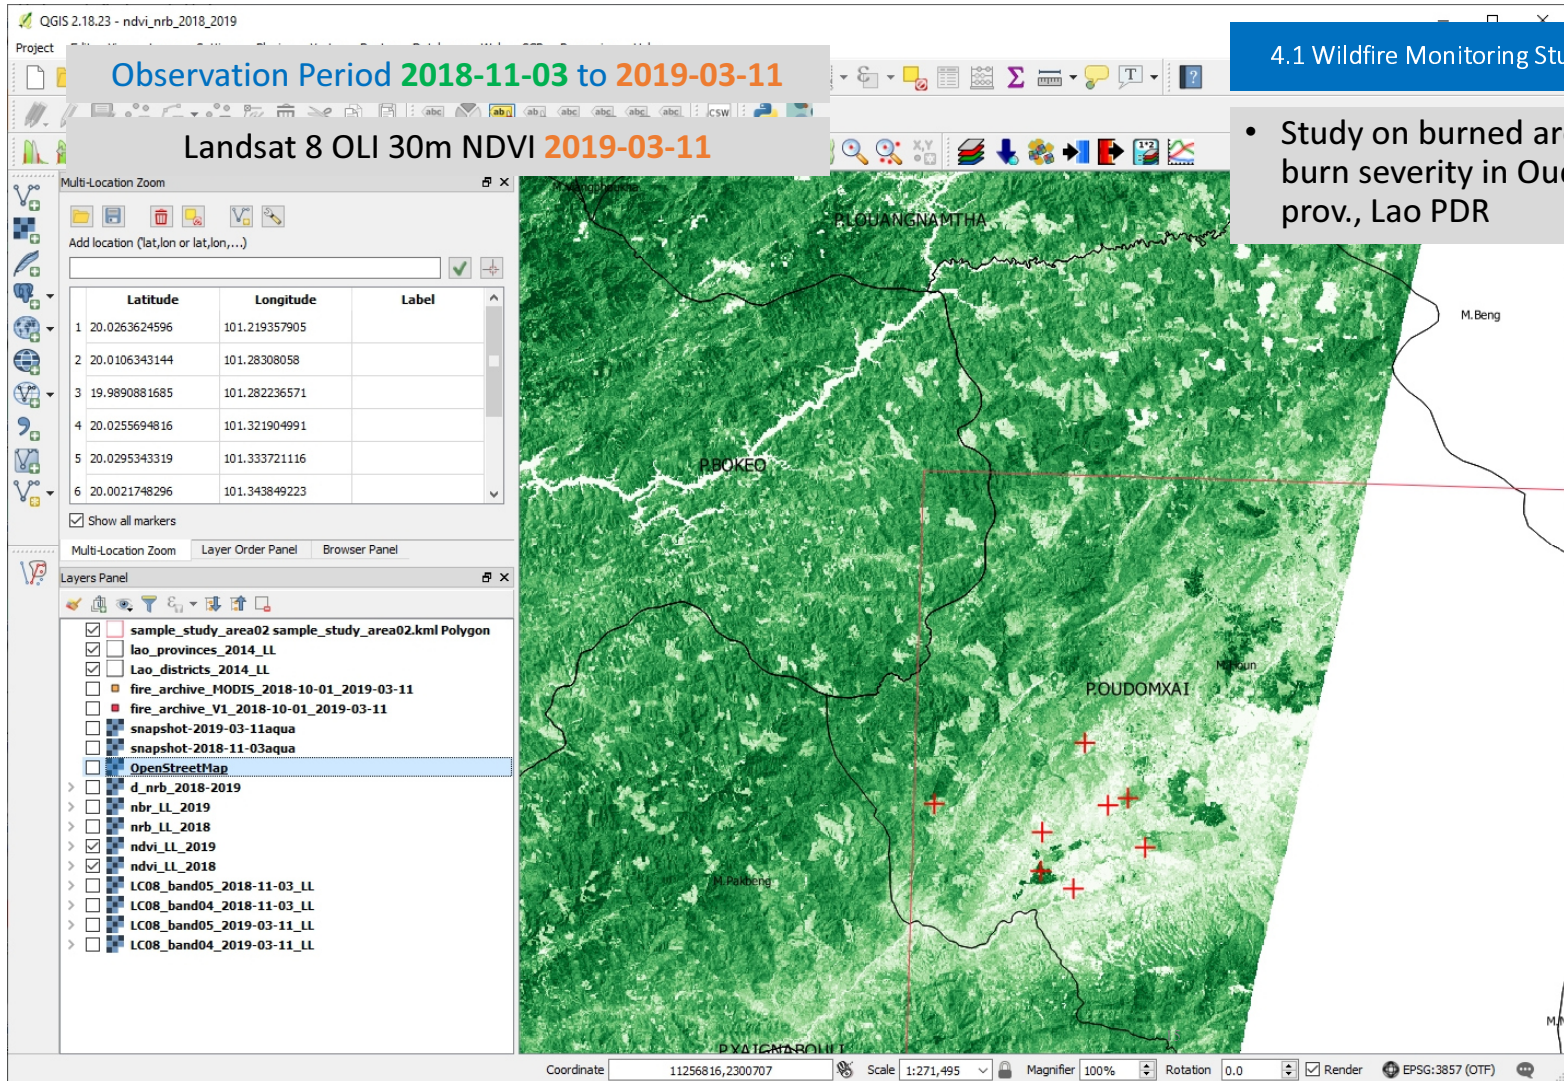 QGIS 2.18.23 - ndvi_nrb_2018_2019
Project
Observation Period 2018-11-03 to 2019-03-11
4.1 Wildfire Monitoring Stu
Landsat 8 OLI 30m NDVI 2019-03-11
• Study on burned ar
burn severity in Oud
prov., Lao PDR
abc
abc
abc
abc
abc
CSW
Multi-Location Zoom
Add location ('lat,lon or lat,lon,...')
Latitude Longitude Label
1 20.0263624596 101.219357905
2 20.0106343144 101.28308058
3 19.9890881685 101.282236571
4 20.0255694816 101.321904991
5 20.0295343319 101.333721116
6 20.0021748296 101.343849223
Show all markers
Multi-Location Zoom Layer Order Panel Browser Panel
Layers Panel
sample_study_area02 sample_study_area02.kml Polygon
lao_provinces_2014_LL
Lao_districts_2014_LL
fire_archive_MODIS_2018-10-01_2019-03-11
fire_archive_V1_2018-10-01_2019-03-11
snapshot-2019-03-11aqua
snapshot-2018-11-03aqua
OpenStreetMap
d_nrb_2018-2019
nbr_LL_2019
nrb_LL_2018
ndvi_LL_2019
ndvi_LL_2018
LC08_band05_2018-11-03_LL
LC08_band04_2018-11-03_LL
LC08_band05_2019-03-11_LL
LC08_band04_2019-03-11_LL
P.LOUANGNAMTHA
M.Beng
P.BOKEO
P.OUDOMXAI
M.Pakbeng
P.XAIGNABOULI
Coordinate 11256816,2300707 Scale 1:271,495 Magnifier 100% Rotation 0.0 Render EPSG:3857 (OTF)